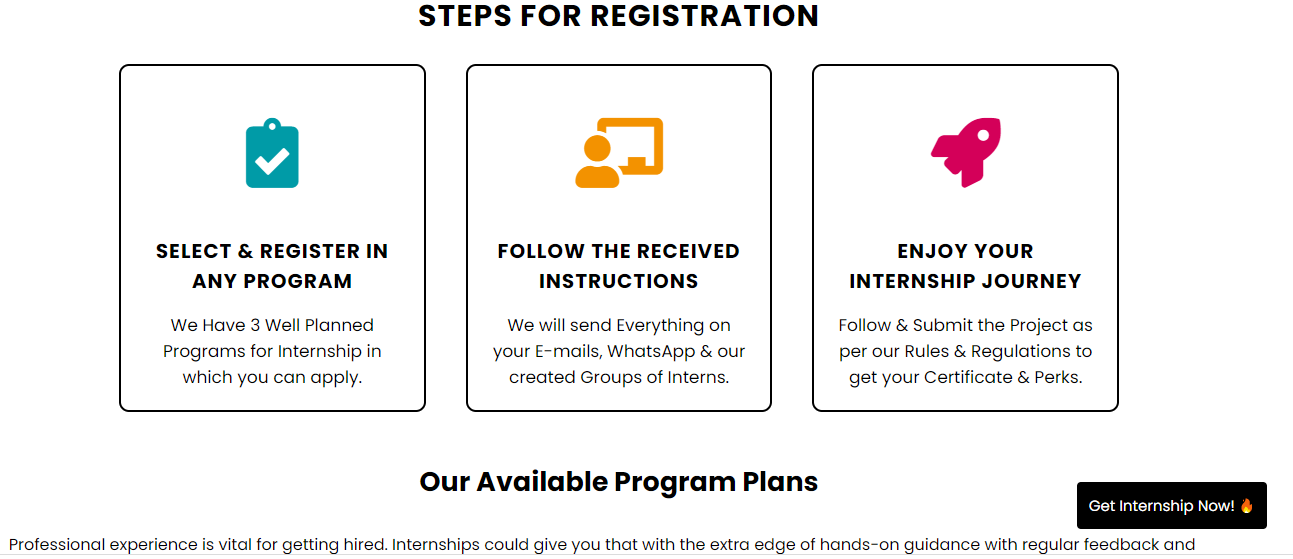 STEPS FOR REGISTRATION
SELECT & REGISTER IN
ANY PROGRAM
We Have 3 Well Planned
Programs for Internship in
which you can apply.
FOLLOW THE RECEIVED
INSTRUCTIONS
We will send Everything on
your E-mails, WhatsApp & our
created Groups of Interns.
ENJOY YOUR
INTERNSHIP JOURNEY
Follow & Submit the Project as
per our Rules & Regulations to
get your Certificate & Perks.
Our Available Program Plans
Get Internship Now! 🔥
Professional experience is vital for getting hired. Internships could give you that with the extra edge of hands-on guidance with regular feedback and